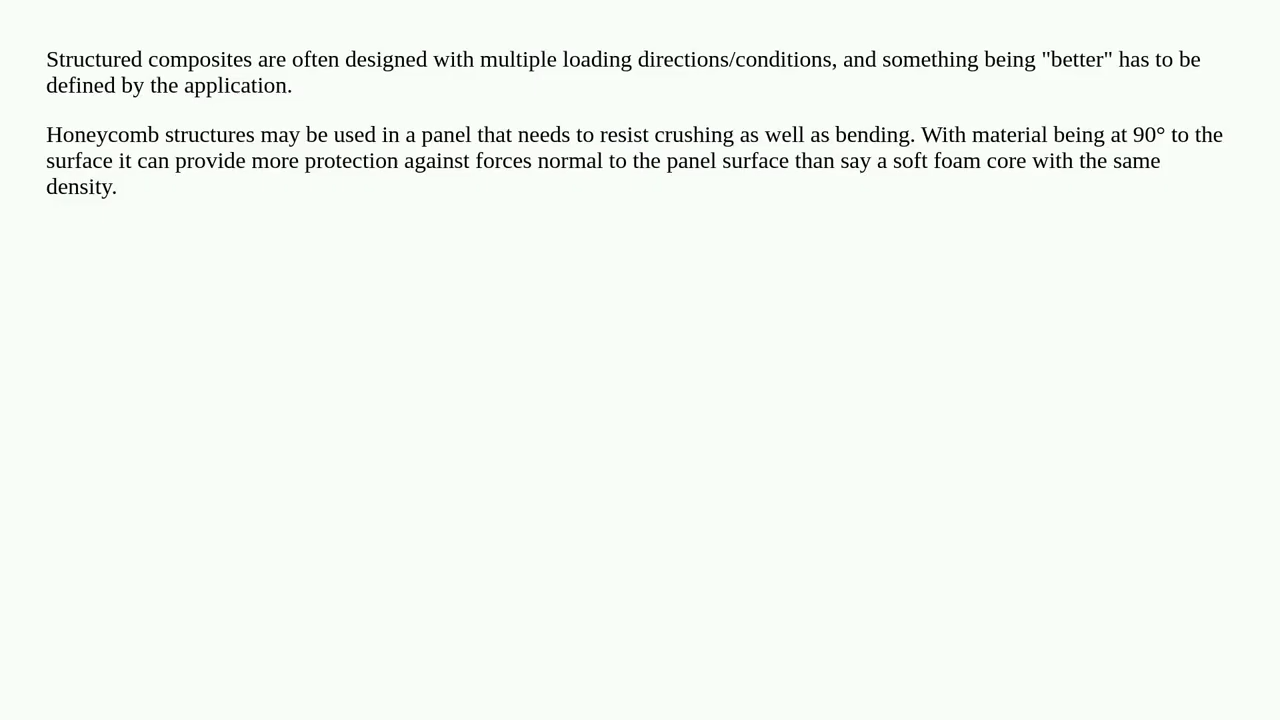 Structured composites are often designed with multiple loading directions/conditions, and something being "better" has to be
defined by the application.
Honeycomb structures may be used in a panel that needs to resist crushing as well as bending. With material being at 90° to the
surface it can provide more protection against forces normal to the panel surface than say a soft foam core with the same
density.